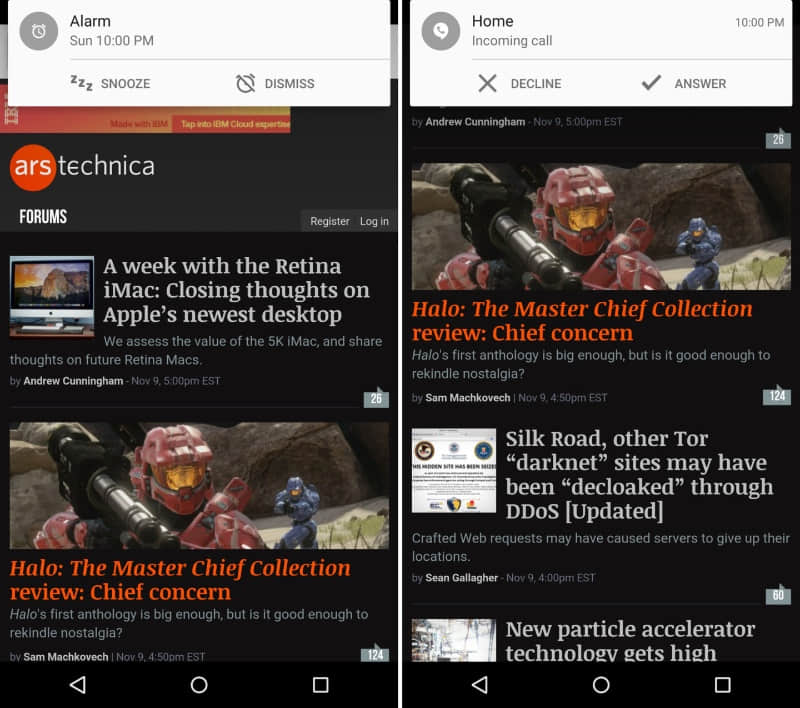 Alarm
Sun 10:00 PM
zzz SNOOZE
DISMISS
IBM
Made with IBM
Tap into IBM Cloud expertise
ars technica
FORUMS
Register Log in
A week with the Retina
iMac: Closing thoughts on
Apple’s newest desktop
We assess the value of the 5K iMac, and share
thoughts on future Retina Macs.
by Andrew Cunningham - Nov 9, 5:00pm EST
26
Halo: The Master Chief Collection
review: Chief concern
Halo's first anthology is big enough, but is it good enough to
rekindle nostalgia?
by Sam Machkovech | Nov 9, 4:50pm EST
124
Home
10:00 PM
Incoming call
DECLINE
ANSWER
by Andrew Cunningham - Nov 9, 5:00pm EST
26
Halo: The Master Chief Collection
review: Chief concern
Halo's first anthology is big enough, but is it good enough to
rekindle nostalgia?
by Sam Machkovech | Nov 9, 4:50pm EST
124
THIS HIDDEN SITE HAS BEEN SEIZED
Silk Road, other Tor
“darknet” sites may have
been “decloaked” through
DDoS [Updated]
Crafted Web requests may have caused servers to give up their
locations.
by Sean Gallagher - Nov 9, 4:00pm EST
60
New particle accelerator
technology gets high